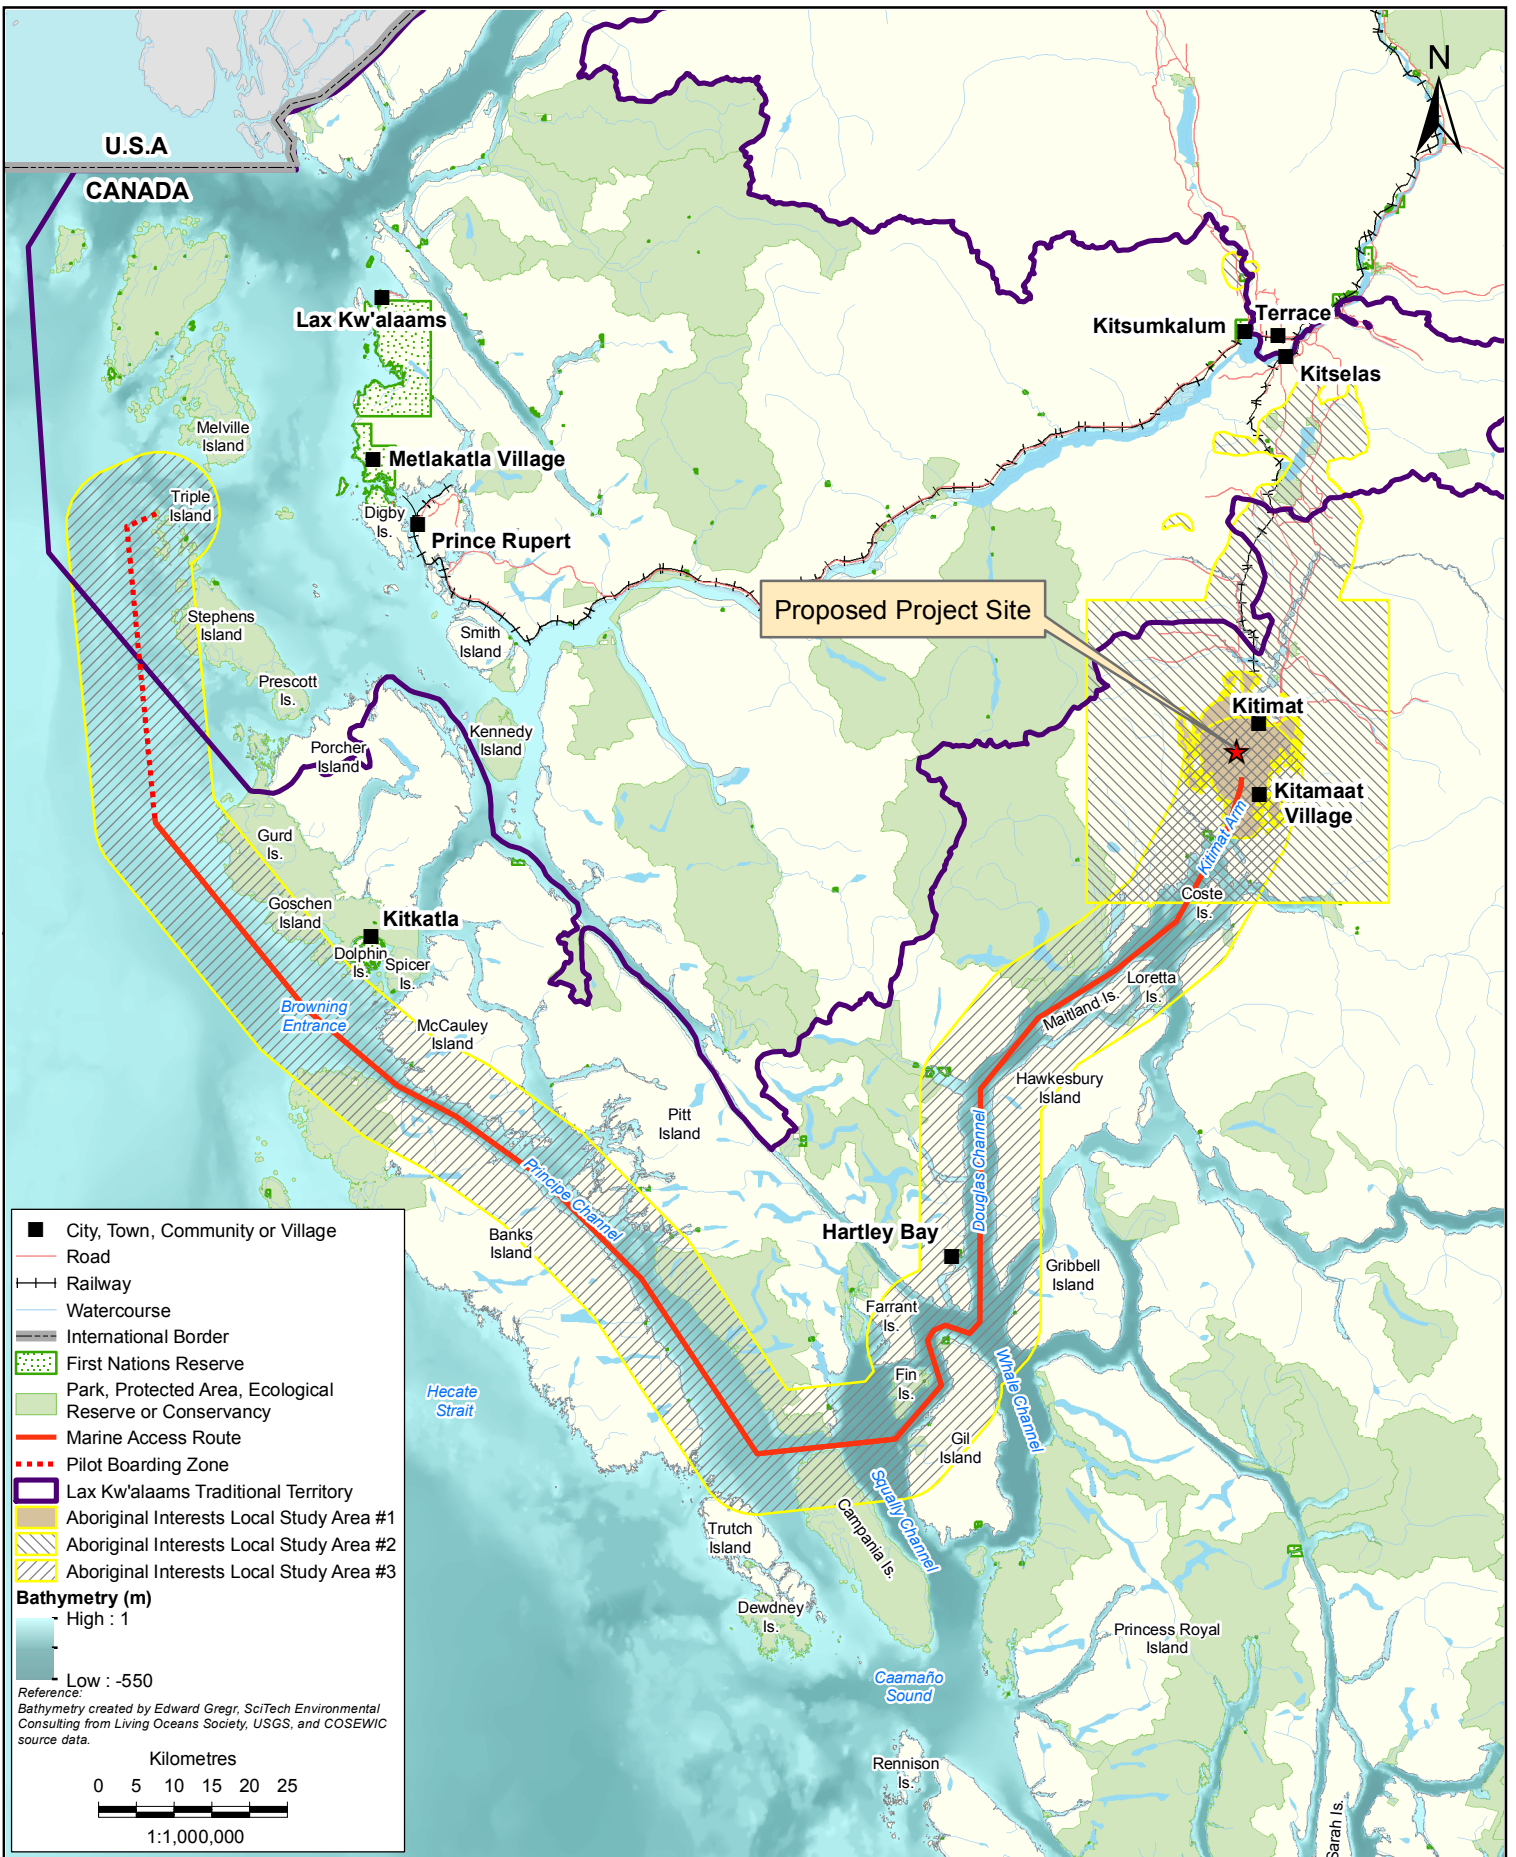 N
U.S.A
CANADA
Lax Kw'alaams
Kitsumkalum
Terrace
Kitselas
Melville
Island
Metlakatla Village
Triple
Island
Digby
Is.
Prince Rupert
Proposed Project Site
Stephens
Island
Smith
Island
Prescott
Is.
Kitimat
Kennedy
Island
Porcher
Island
Kitamaat
Village
Kitimat Arm
Gurd
Is.
Coste
Is.
Goschen
Island
Kitkatla
Dolphin
Is.
Spicer
Is.
Loretta
Is.
Maitland Is.
Browning
Entrance
McCauley
Island
Hawkesbury
Island
Pitt
Island
Principe Channel
Douglas Channel
Hartley Bay
Banks
Island
Gribbell
Island
Farrant
Is.
Fin
Is.
Whale Channel
Hecate
Strait
Gil
Island
Squally Channel
Campania Is.
Trutch
Island
Dewdney
Is.
Princess Royal
Island
Caamaño
Sound
Rennison
Is.
Sarah Is.
City, Town, Community or Village
Road
Railway
Watercourse
International Border
First Nations Reserve
Park, Protected Area, Ecological
Reserve or Conservancy
Marine Access Route
Pilot Boarding Zone
Lax Kw'alaams Traditional Territory
Aboriginal Interests Local Study Area #1
Aboriginal Interests Local Study Area #2
Aboriginal Interests Local Study Area #3
Bathymetry (m)
High : 1
Low : -550
Reference:
Bathymetry created by Edward Gregr, SciTech Environmental
Consulting from Living Oceans Society, USGS, and COSEWIC
source data.
Kilometres
0 5 10 15 20 25
1:1,000,000